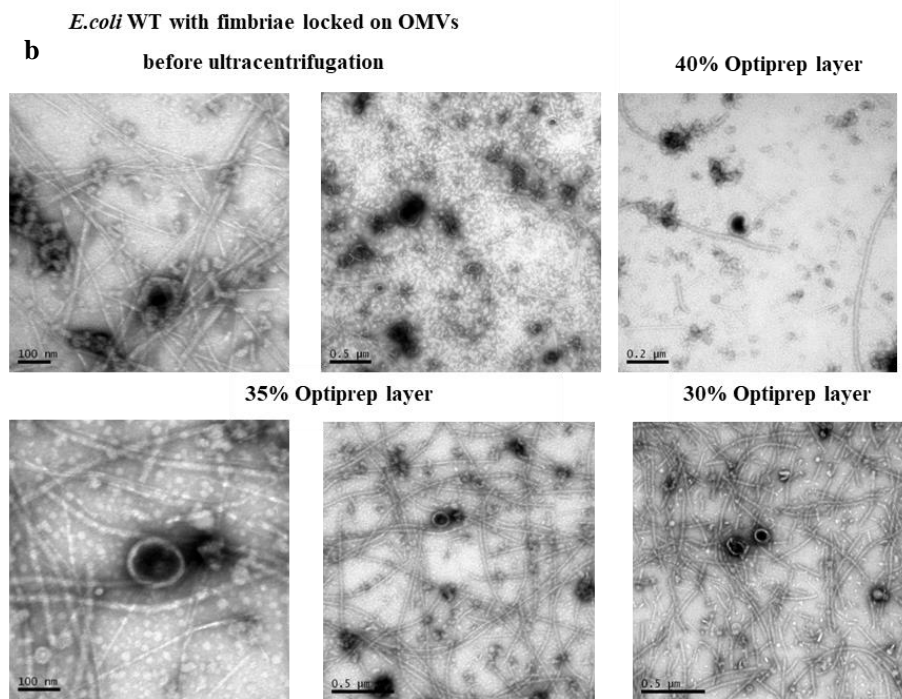 E.coli WT with fimbriae locked on OMVs
b
before ultracentrifugation
40% Optiprep layer
100 nm
0.5 µm
0.2 µm
35% Optiprep layer
30% Optiprep layer
100 nm
0.5 µm
0.5 µm